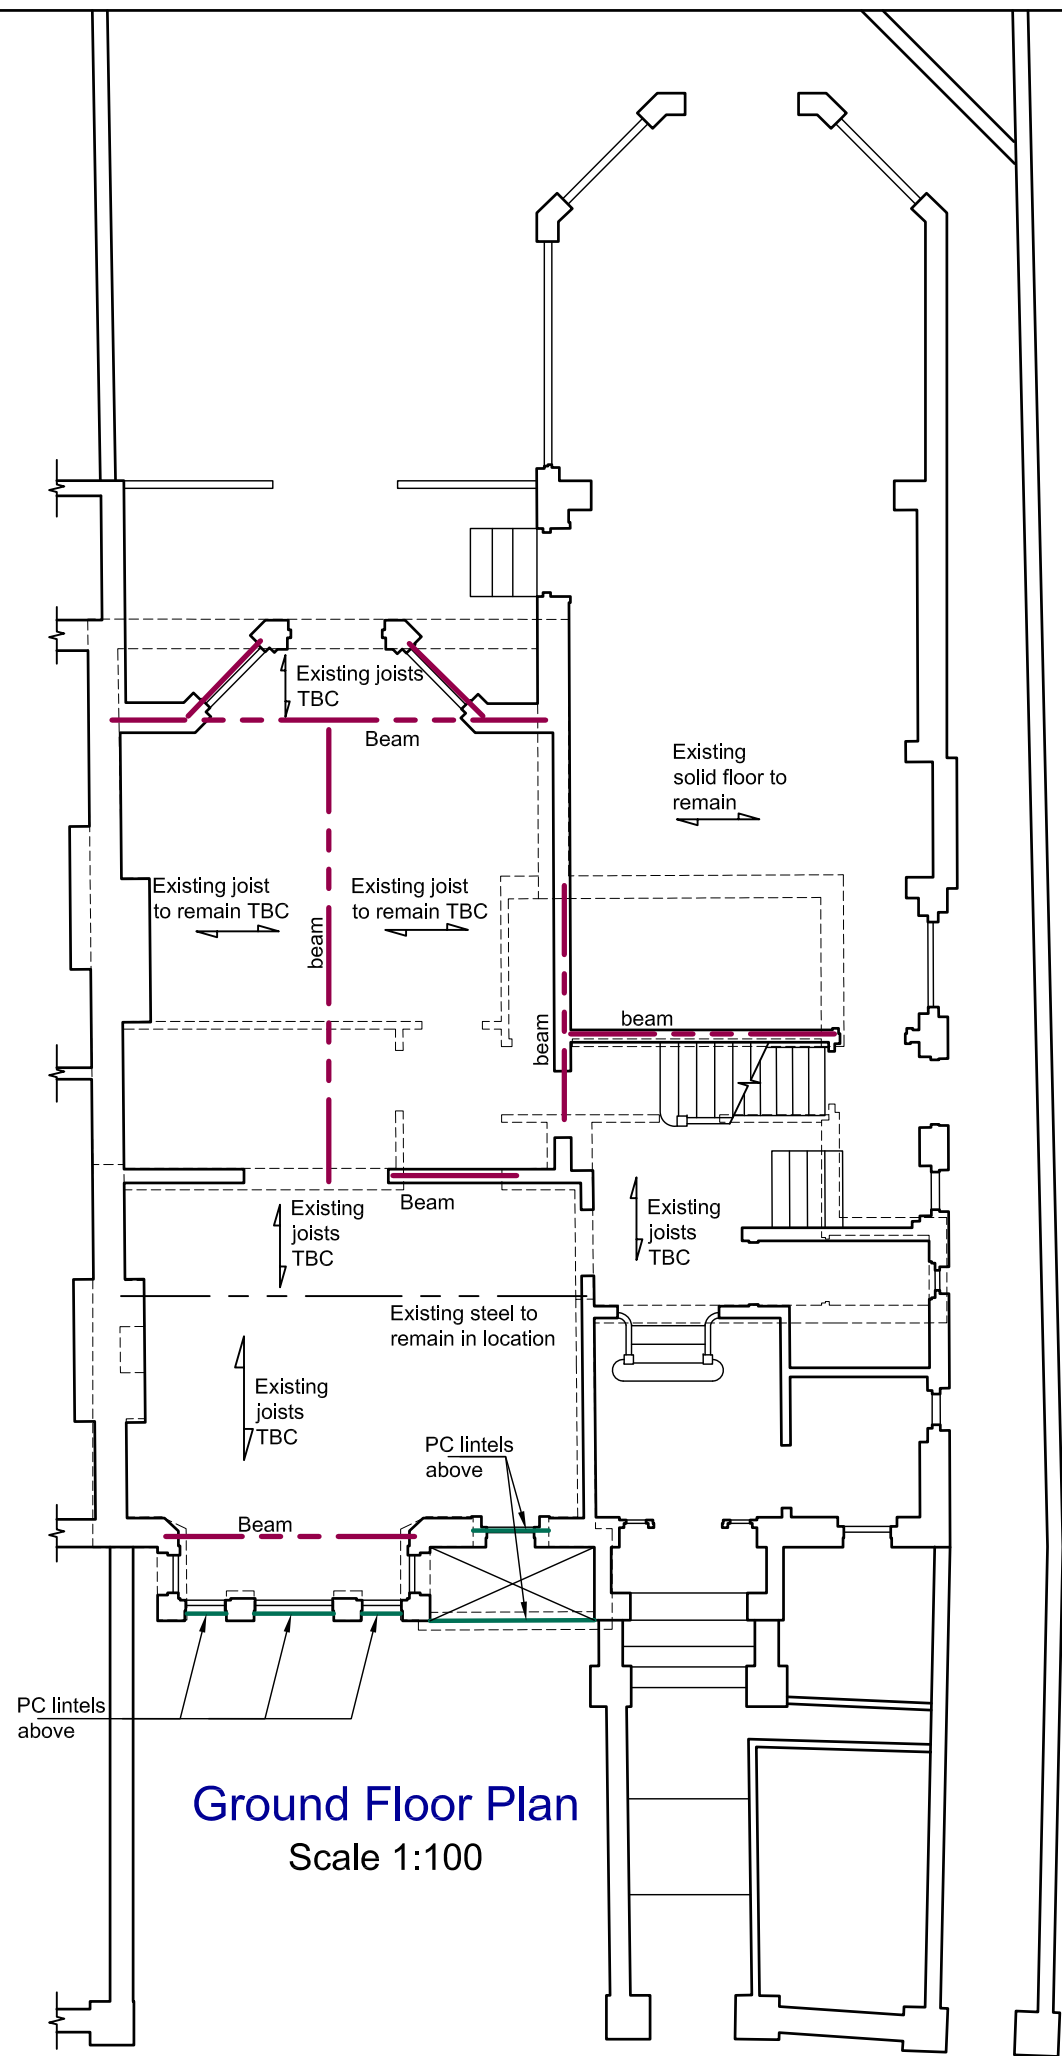 Existing joists
TBC
Beam
Existing
solid floor to
remain
Existing joist
to remain TBC
Existing joist
to remain TBC
beam
beam
beam
Beam
Existing
joists
TBC
Existing
joists
TBC
Existing steel to
remain in location
Existing
joists
TBC
PC lintels
above
Beam
PC lintels
above
Ground Floor Plan
Scale 1:100